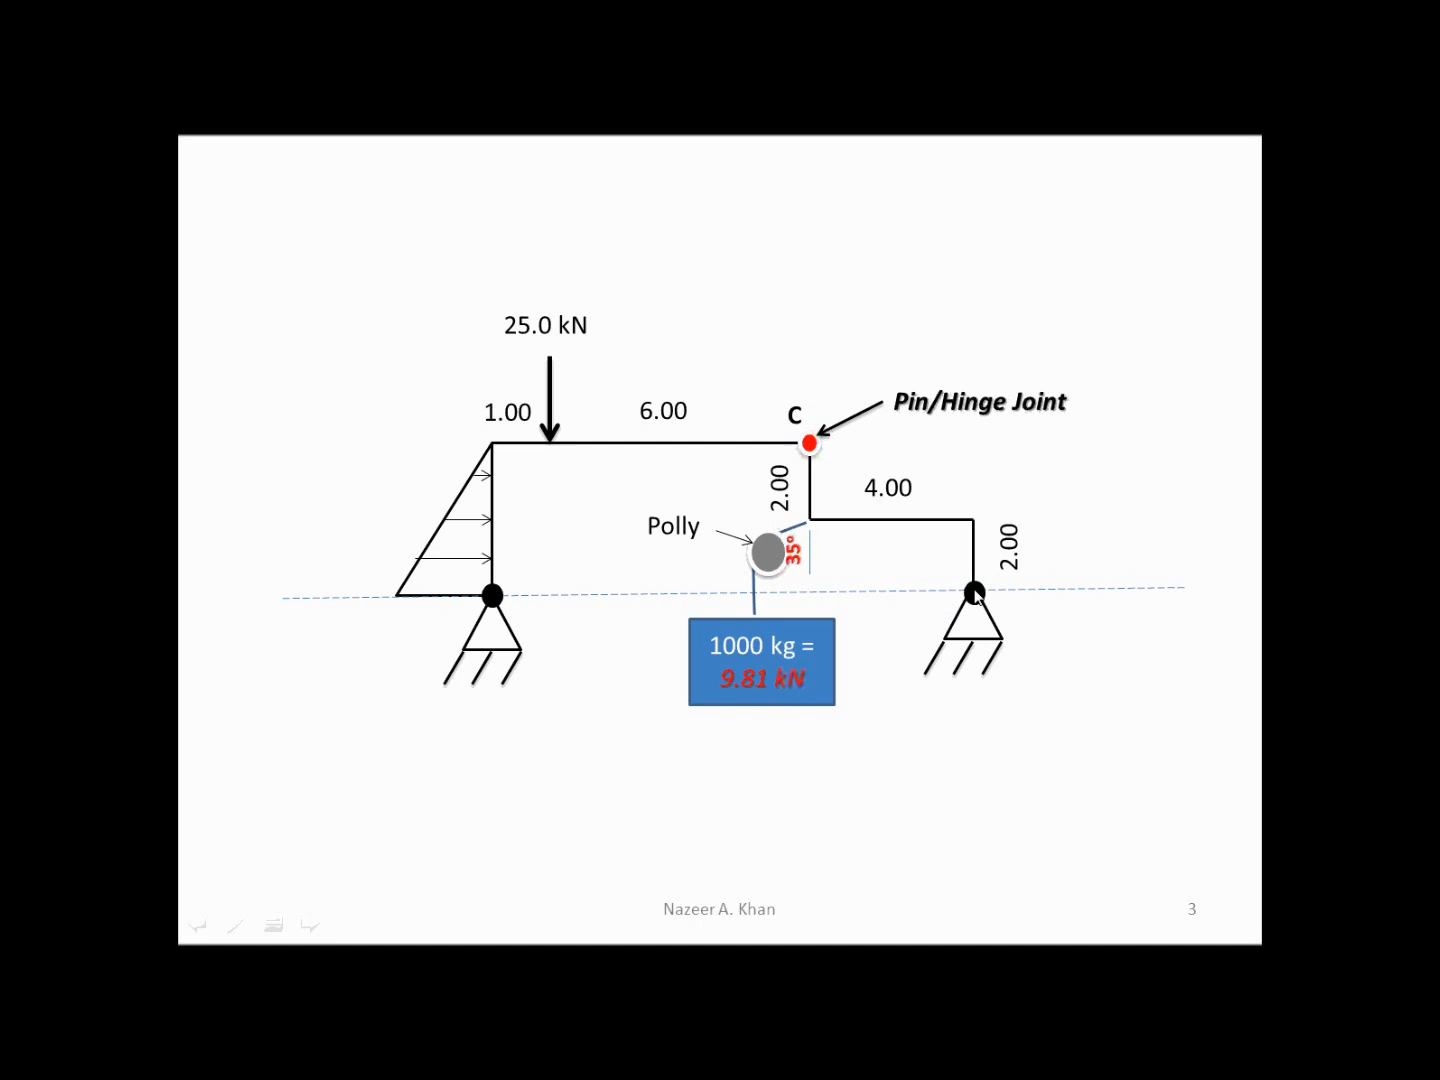 25.0 kN
1.00
6.00
C
Pin/Hinge Joint
2.00
4.00
Polly
35°
2.00
1000 kg =
9.81 kN
Nazeer A. Khan
3